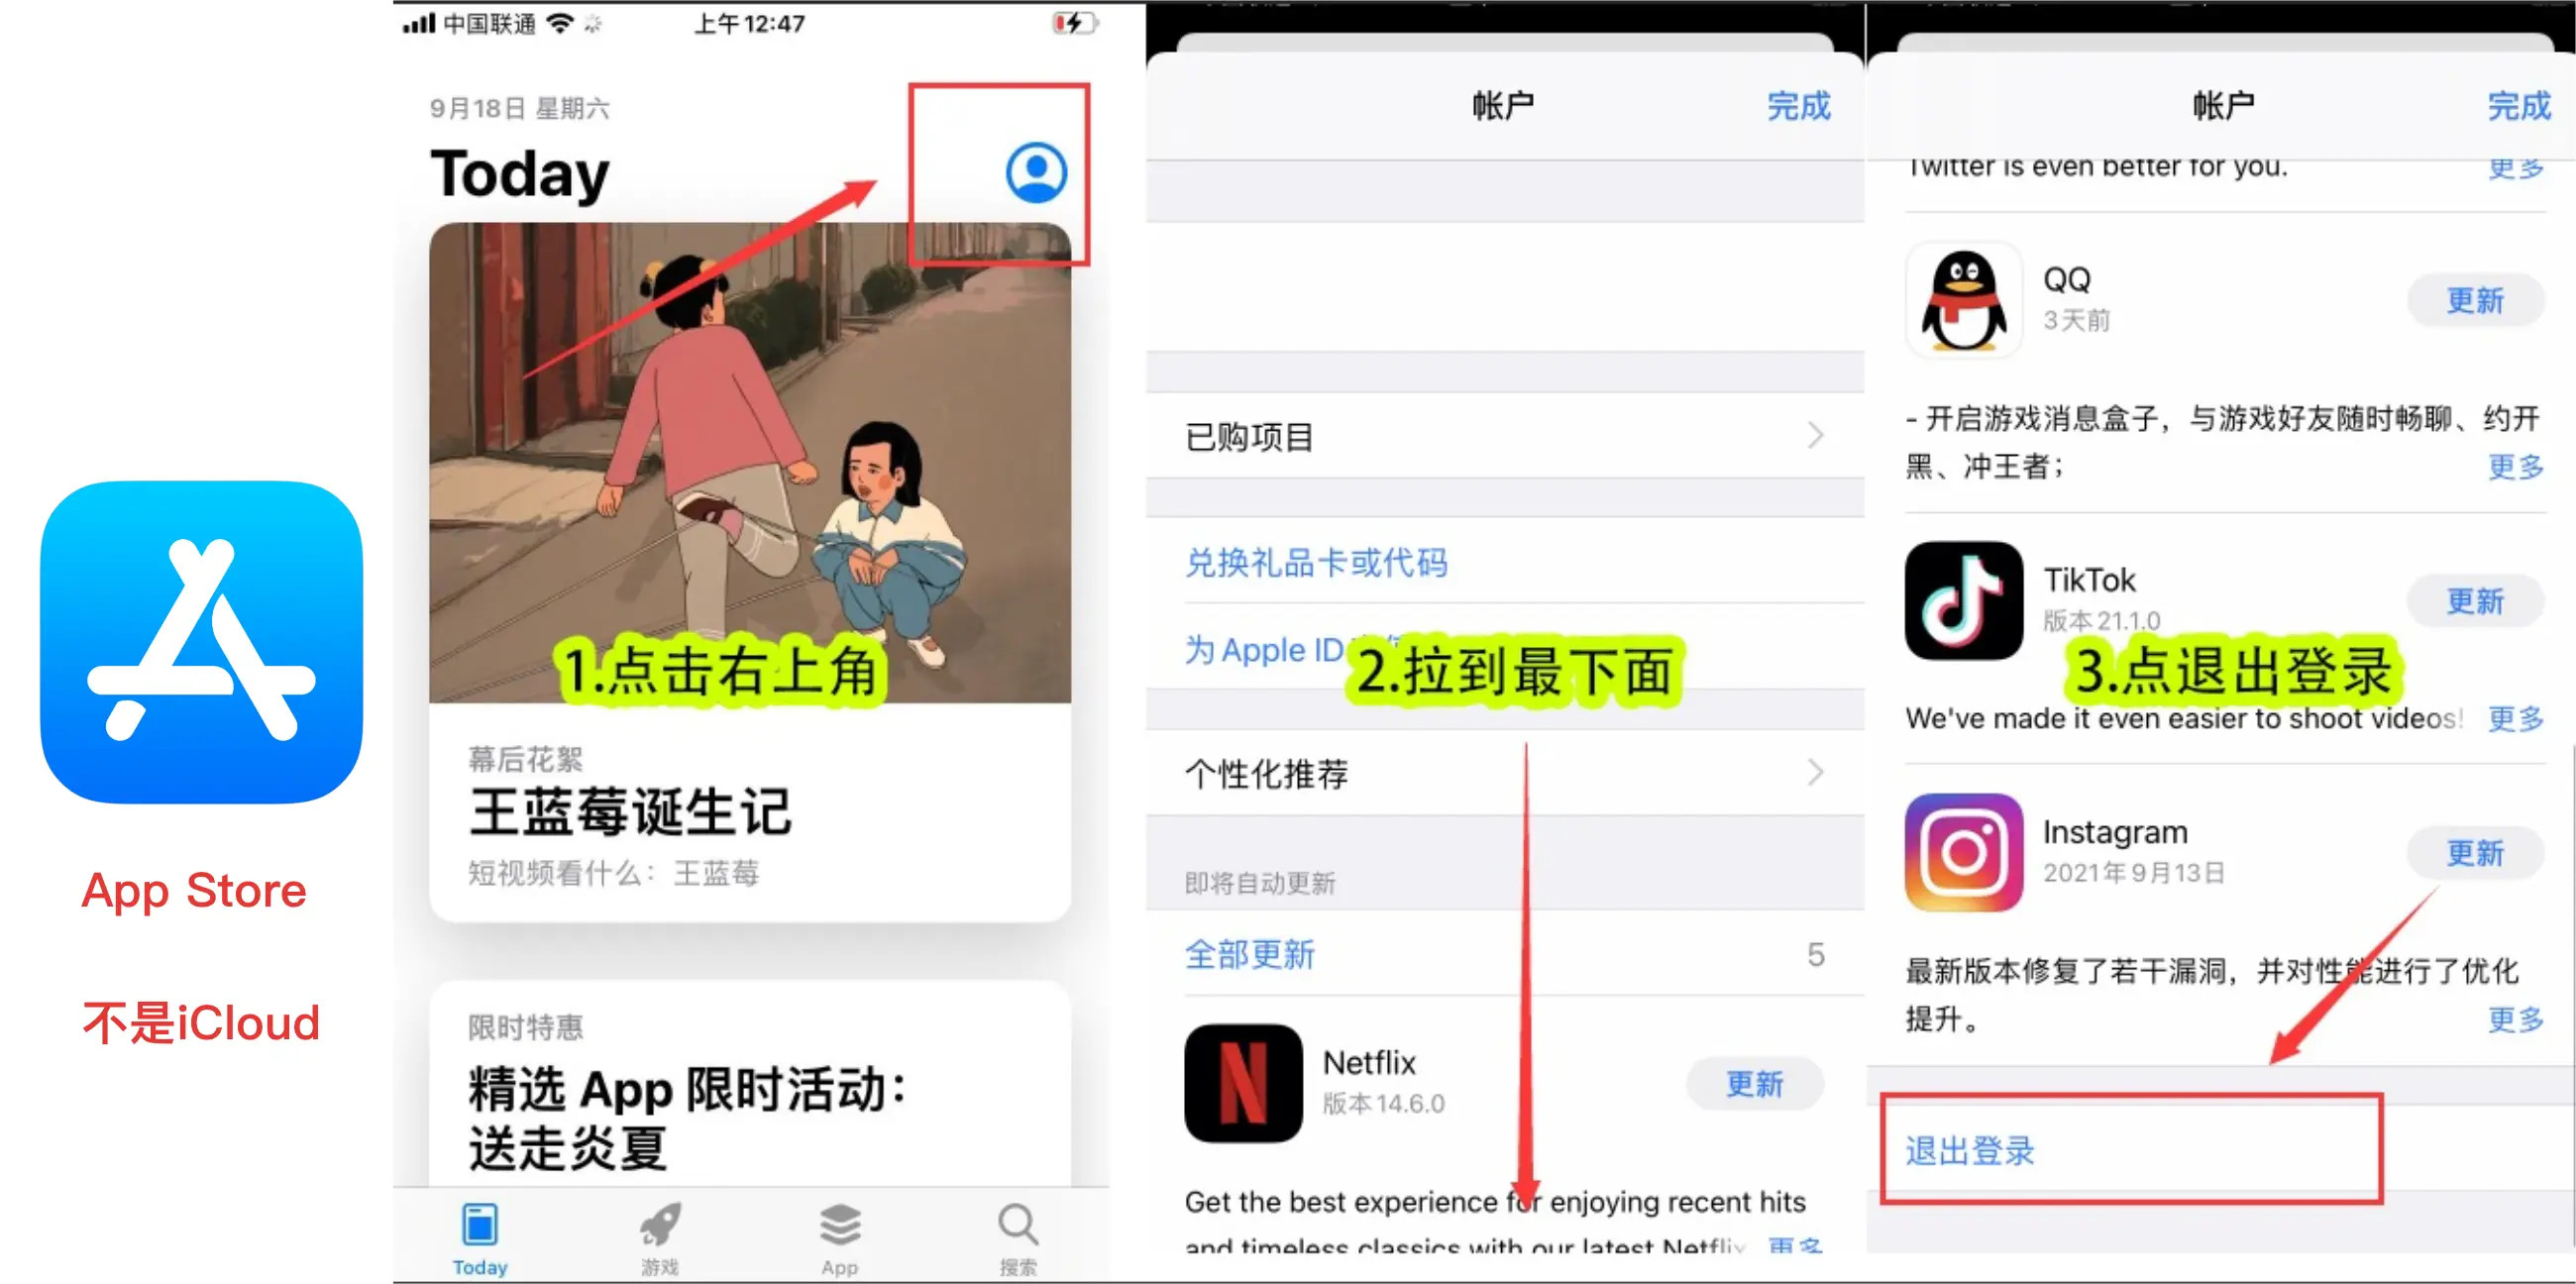 App Store
不是iCloud
中国联通
上午12:47
9月18日 星期六
Today
1.点击右上角
幕后花絮
王蓝莓诞生记
短视频看什么：王蓝莓
限时特惠
精选 App 限时活动：
送走炎夏
Today
游戏
App
搜索
帐户
完成
已购项目
兑换礼品卡或代码
为 Apple ID
2.拉到最下面
个性化推荐
即将自动更新
全部更新
5
Netflix
版本14.6.0
更新
Get the best experience for enjoying recent hits
and timeless classics with our latest Netflix
更多
帐户
完成
Twitter is even better for you.
更多
QQ
3天前
更新
- 开启游戏消息盒子，与游戏好友随时畅聊、约开
黑、冲王者；
更多
TikTok
版本21.1.0
更新
3.点退出登录
We've made it even easier to shoot videos!
更多
Instagram
2021年9月13日
更新
最新版本修复了若干漏洞，并对性能进行了优化
提升。
更多
退出登录